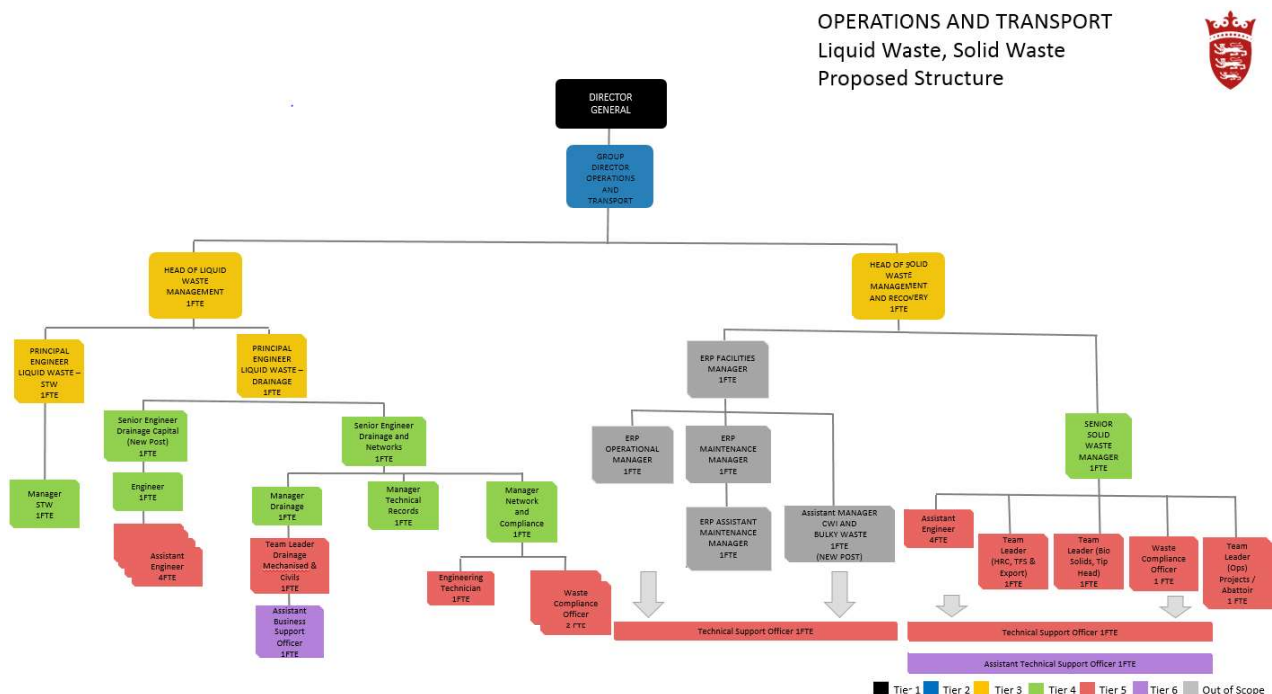 OPERATIONS AND TRANSPORT
Liquid Waste, Solid Waste
Proposed Structure
DIRECTOR
GENERAL
GROUP
DIRECTOR
OPERATIONS
AND
TRANSPORT
HEAD OF LIQUID
WASTE
MANAGEMENT
1FTE
HEAD OF SOLID
WASTE
MANAGEMENT
AND RECOVERY
1FTE
PRINCIPAL
ENGINEER
LIQUID WASTE –
STW
1FTE
PRINCIPAL
ENGINEER
LIQUID WASTE –
DRAINAGE
1FTE
ERP FACILITIES
MANAGER
1FTE
Senior Engineer
Drainage Capital
(New Post)
1FTE
Senior Engineer
Drainage and
Networks
1FTE
ERP
OPERATIONAL
MANAGER
1FTE
ERP
MAINTENANCE
MANAGER
1FTE
SENIOR
SOLID
WASTE
MANAGER
1FTE
Manager
STW
1FTE
Engineer
1FTE
Manager
Drainage
1FTE
Manager
Technical
Records
1FTE
Manager
Network
and
Compliance
1FTE
ERP ASSISTANT
MAINTENANCE
MANAGER
1FTE
Assistant MANAGER
CWI AND
BULKY WASTE
1FTE
(NEW POST)
Assistant
Engineer
4FTE
Team
Leader
(HRC, TFS &
Export)
1FTE
Team
Leader (Bio
Solids, Tip
Head)
1FTE
Waste
Compliance
Officer
1 FTE
Team
Leader
(Ops)
Projects /
Abattoir
1 FTE
Assistant
Engineer
4FTE
Team Leader
Drainage
Mechanised &
Civils
1FTE
Engineering
Technician
1FTE
Waste
Compliance
Officer
2 FTE
Assistant
Business
Support
Officer
1FTE
Technical Support Officer 1FTE
Technical Support Officer 1FTE
Assistant Technical Support Officer 1FTE
Tier 1 Tier 2 Tier 3 Tier 4 Tier 5 Tier 6 Out of Scope